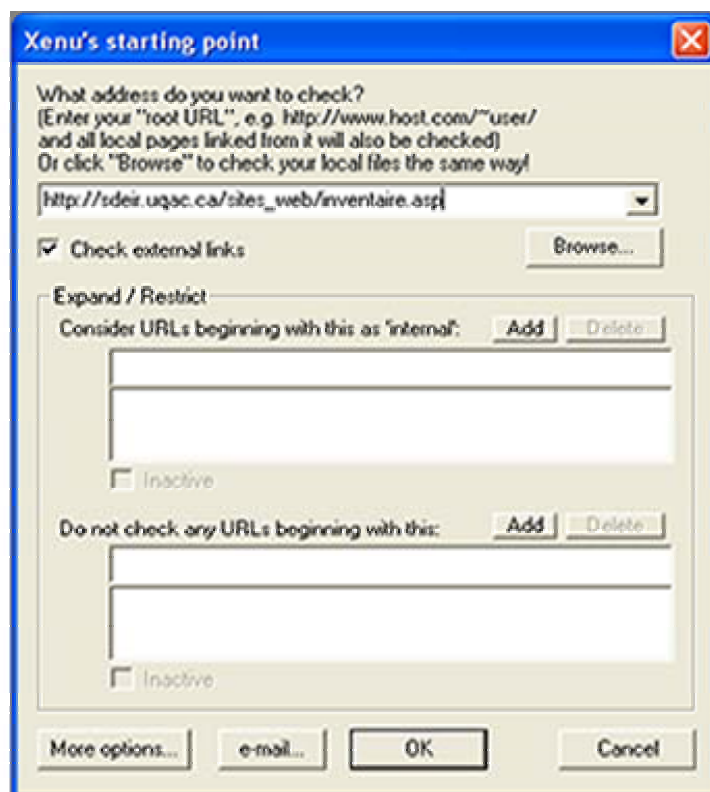 Xenu's starting point
What address do you want to check?
(Enter your "root URL", e.g. http://www.host.com/~user/
and all local pages linked from it will also be checked)
Or click "Browse" to check your local files the same way!
http://sdeir.uqac.ca/sites_web/inventaire.asp
Check external links
Browse...
Expand / Restrict
Consider URLs beginning with this as 'internal':
Add
Delete
Inactive
Do not check any URLs beginning with this:
Add
Delete
Inactive
More options...
e-mail...
OK
Cancel